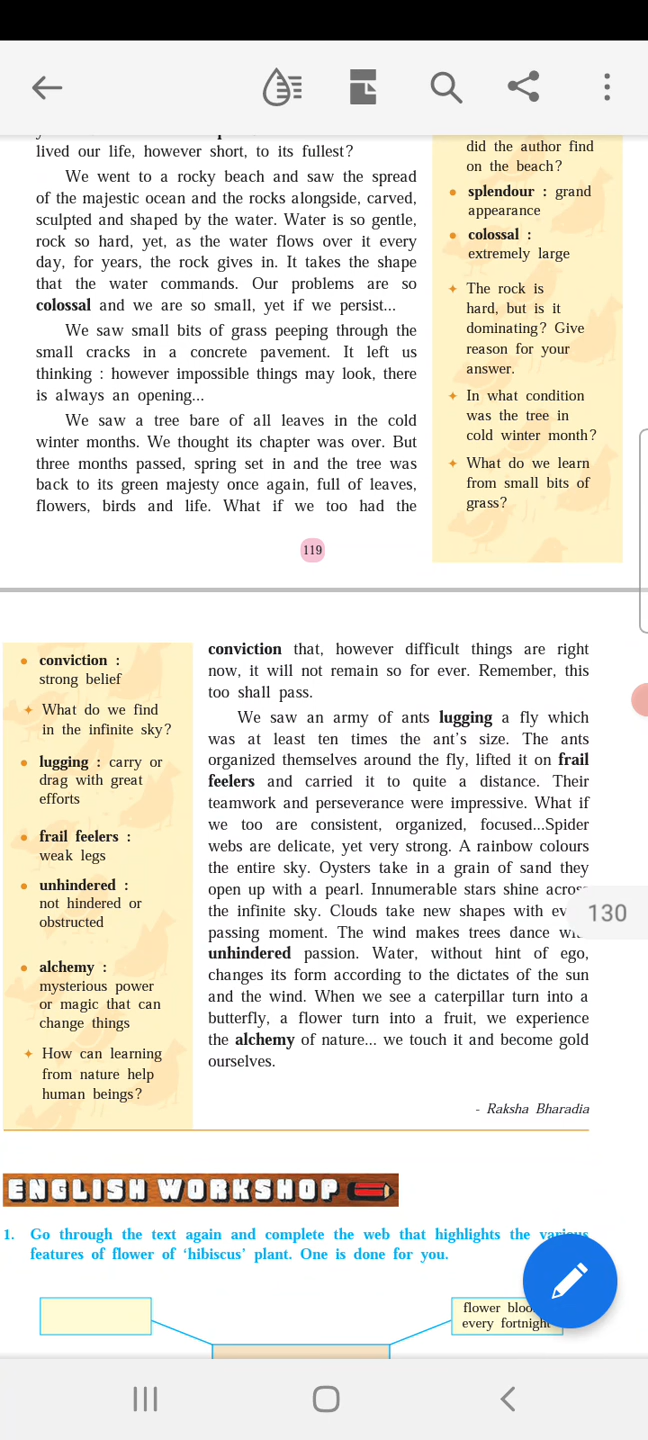 lived our life, however short, to its fullest?
We went to a rocky beach and saw the spread
of the majestic ocean and the rocks alongside, carved,
sculpted and shaped by the water. Water is so gentle,
rock so hard, yet, as the water flows over it every
day, for years, the rock gives in. It takes the shape
that the water commands. Our problems are so
colossal and we are so small, yet if we persist...
We saw small bits of grass peeping through the
small cracks in a concrete pavement. It left us
thinking : however impossible things may look, there
is always an opening...
We saw a tree bare of all leaves in the cold
winter months. We thought its chapter was over. But
three months passed, spring set in and the tree was
back to its green majesty once again, full of leaves,
flowers, birds and life. What if we too had the
did the author find
on the beach?
splendour : grand
appearance
colossal :
extremely large
The rock is
hard, but is it
dominating? Give
reason for your
answer.
In what condition
was the tree in
cold winter month?
What do we learn
from small bits of
grass?
119
conviction :
strong belief
What do we find
in the infinite sky?
lugging : carry or
drag with great
efforts
frail feelers :
weak legs
unhindered :
not hindered or
obstructed
alchemy :
mysterious power
or magic that can
change things
How can learning
from nature help
human beings?
conviction that, however difficult things are right
now, it will not remain so for ever. Remember, this
too shall pass.
We saw an army of ants lugging a fly which
was at least ten times the ant's size. The ants
organized themselves around the fly, lifted it on frail
feelers and carried it to quite a distance. Their
teamwork and perseverance were impressive. What if
we too are consistent, organized, focused...Spider
webs are delicate, yet very strong. A rainbow colours
the entire sky. Oysters take in a grain of sand they
open up with a pearl. Innumerable stars shine across
the infinite sky. Clouds take new shapes with
passing moment. The wind makes trees dance
unhindered passion. Water, without hint of ego,
changes its form according to the dictates of the sun
and the wind. When we see a caterpillar turn into a
butterfly, a flower turn into a fruit, we experience
the alchemy of nature... we touch it and become gold
ourselves.
- Raksha Bharadia
130
ENGLISH WORKSHOP
1. Go through the text again and complete the web that highlights the various
features of flower of 'hibiscus' plant. One is done for you.
flower
every fortnight